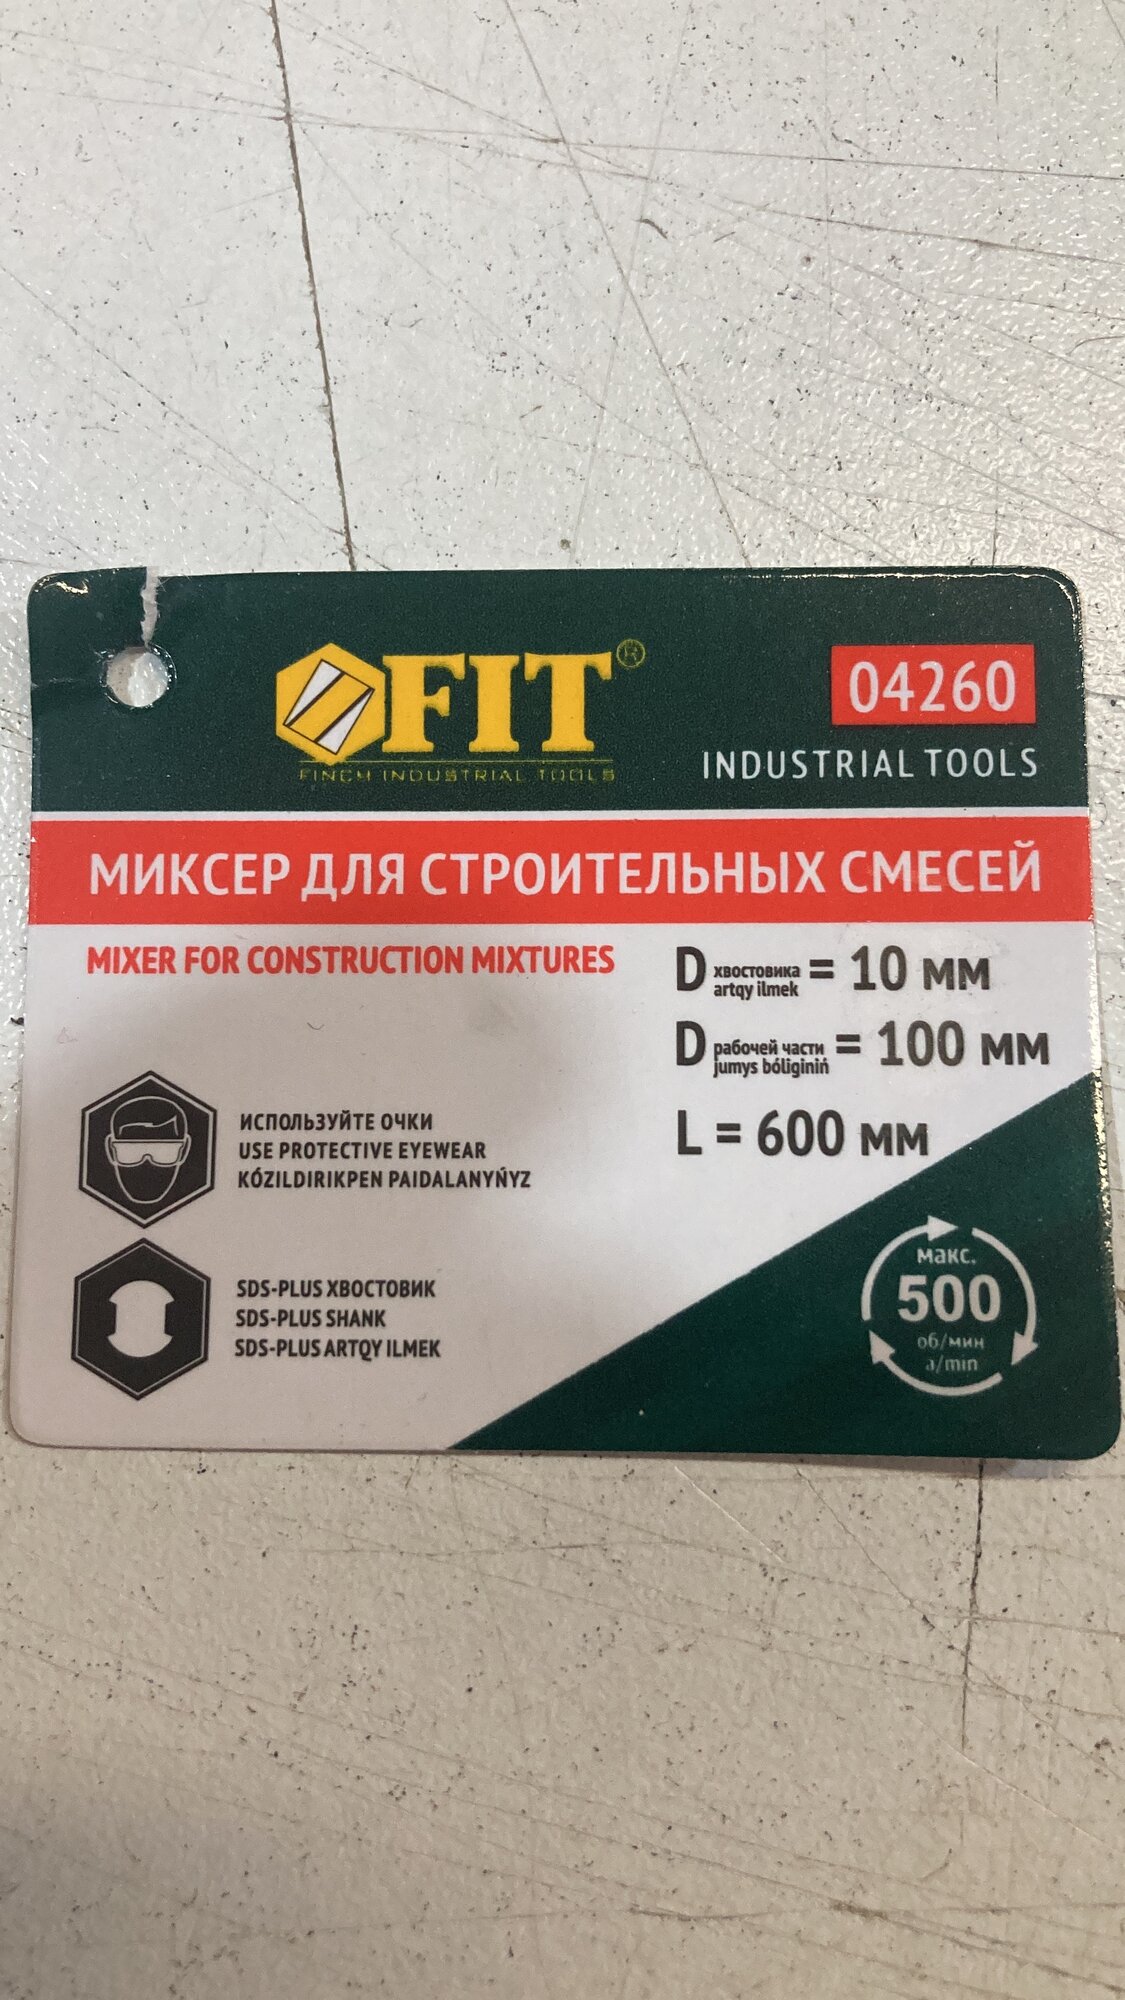 FIT®
FINCH INDUSTRIAL TOOLS
04260
INDUSTRIAL TOOLS
МИКСЕР ДЛЯ СТРОИТЕЛЬНЫХ СМЕСЕЙ
MIXER FOR CONSTRUCTION MIXTURES
D хвостовика artqy ilmek = 10 мм
D рабочей части jumys bóliginiń = 100 мм
L = 600 мм
ИСПОЛЬЗУЙТЕ ОЧКИ
USE PROTECTIVE EYEWEAR
KÓZILDIRIKPEN PAIDALANYŃYZ
SDS-PLUS ХВОСТОВИК
SDS-PLUS SHANK
SDS-PLUS ARTQY ILMEK
макс.
500
об/мин
a/min